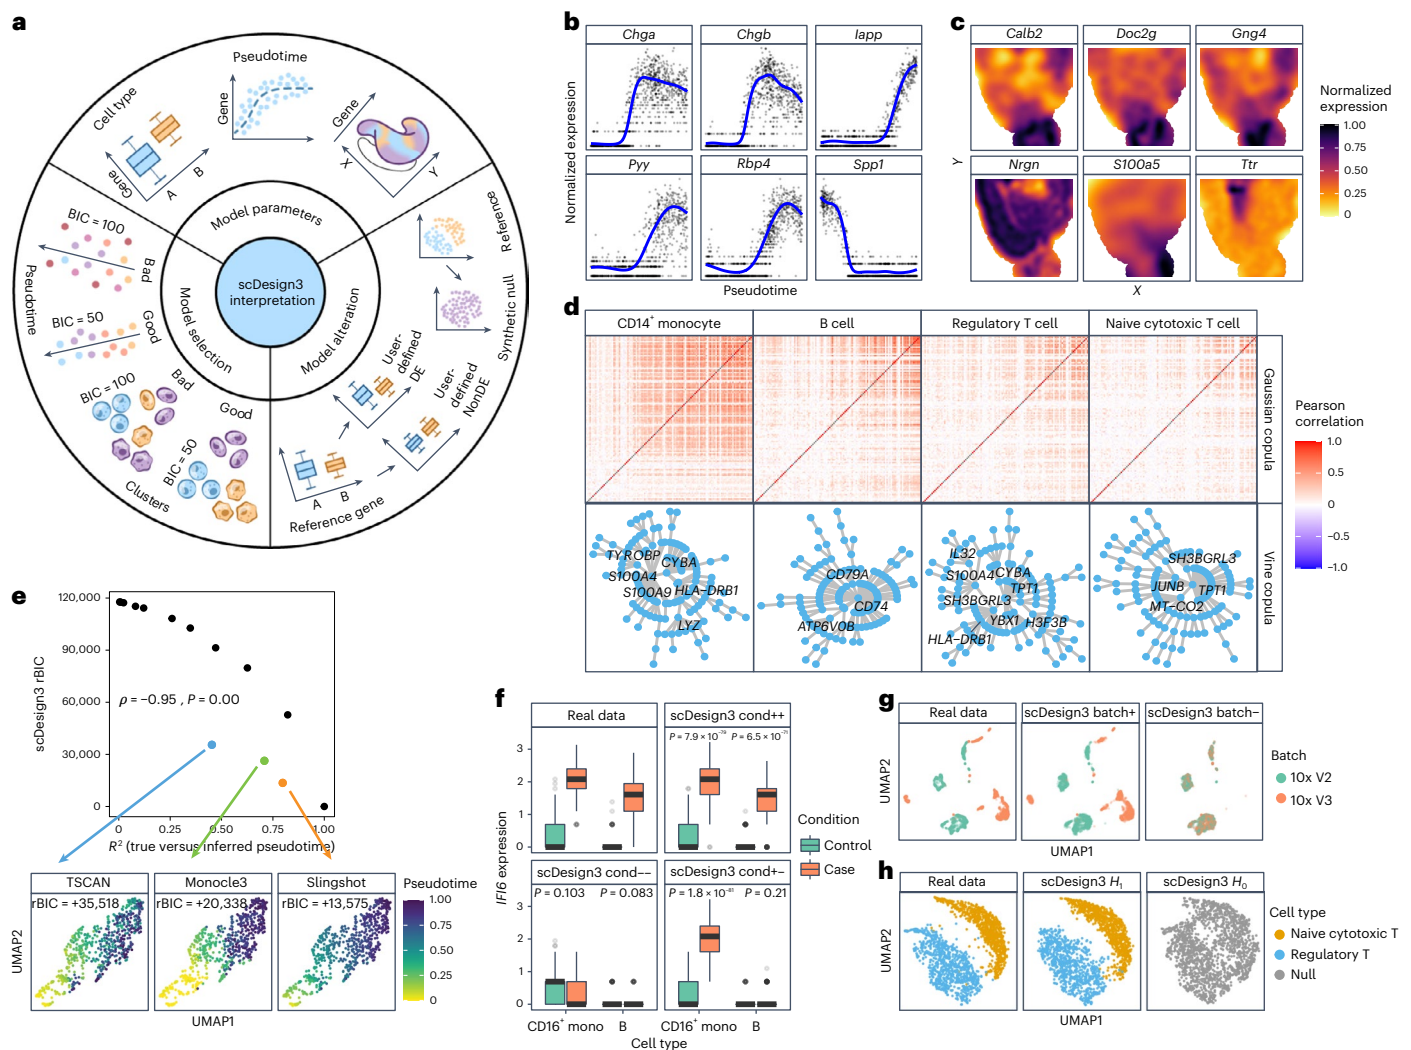 a
Pseudotime
Gene
Cell type
Gene
A
B
Gene
X
Y
Model parameters
scDesign3
interpretation
Model selection
Model alteration
BIC = 100
Bad
Pseudotime
BIC = 50
Good
BIC = 100
Bad
Good
BIC = 50
Clusters
Reference
Synthetic null
User-
defined
DE
User-
defined
NonDE
A
B
Reference gene
b
Chga
Chgb
Iapp
Pyy
Rbp4
Spp1
Normalized expression
Pseudotime
c
Calb2
Doc2g
Gng4
Nrgn
S100a5
Ttr
Y
X
Normalized
expression
1.00
0.75
0.50
0.25
0
d
CD14+ monocyte
B cell
Regulatory T cell
Naive cytotoxic T cell
Gaussian copula
Vine copula
TYROBP
CYBA
S100A4
S100A9
HLA−DRB1
LYZ
CD79A
CD74
ATP6V0B
IL32
S100A4
CYBA
TPT1
SH3BGRL3
YBX1
H3F3B
HLA−DRB1
SH3BGRL3
JUNB
TPT1
MT−CO2
Pearson
correlation
1.0
0.5
0
−0.5
−1.0
e
scDesign3 rBIC
120,000
90,000
60,000
30,000
0
ρ = −0.95 , P = 0.00
0
0.25
0.50
0.75
1.00
R2 (true versus inferred pseudotime)
TSCAN
Monocle3
Slingshot
rBIC = +35,518
rBIC = +20,338
rBIC = +13,575
UMAP2
UMAP1
Pseudotime
1.00
0.75
0.50
0.25
0
f
Real data
scDesign3 cond++
P = 7.9 × 10−79
P = 6.5 × 10−71
3
2
1
0
IFI6 expression
scDesign3 cond−−
scDesign3 cond+−
P = 0.103
P = 0.083
P = 1.8 × 10−81
P = 0.21
3
2
1
0
CD16+ mono
B
CD16+ mono
B
Cell type
Condition
Control
Case
g
Real data
scDesign3 batch+
scDesign3 batch−
UMAP2
UMAP1
Batch
10x V2
10x V3
h
Real data
scDesign3 H1
scDesign3 H0
UMAP2
UMAP1
Cell type
Naive cytotoxic T
Regulatory T
Null